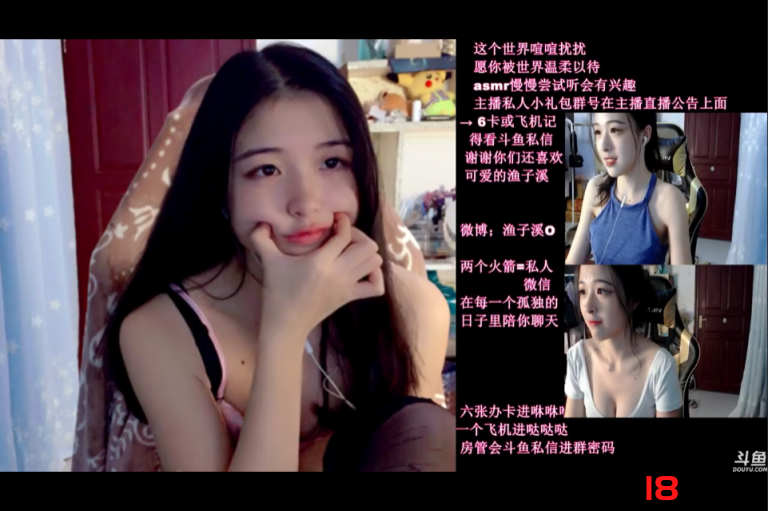 这个世界喧喧扰扰
愿你被世界温柔以待
asmr慢慢尝试听会有兴趣
主播私人小礼包群号在主播直播公告上面
→ 6卡或飞机记
得看斗鱼私信
谢谢你们还喜欢
可爱的渔子溪
微博；渔子溪O
两个火箭=私人
微信
在每一个孤独的
日子里陪你聊天
六张办卡进咻咻咻
一个飞机进哒哒哒
房管会斗鱼私信进群密码
斗鱼
DOUYU.COM
18